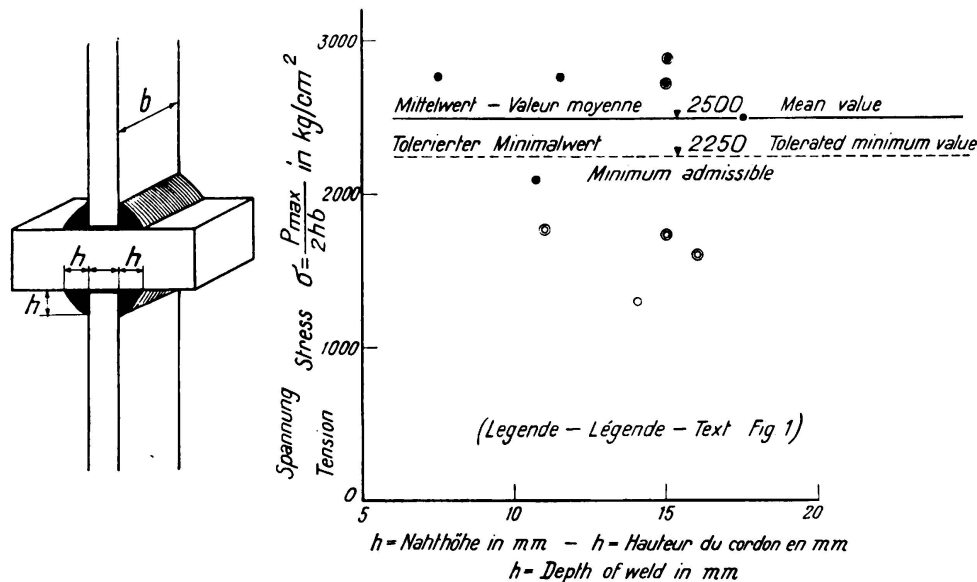 b
h
h
h
Spannung Stress σ = Pmax / 2hb in kg/cm²
Tension
3000
2000
1000
0
Mittelwert – Valeur moyenne 2500 Mean value
Tolerierter Minimalwert 2250 Tolerated minimum value
Minimum admissible
(Legende – Légende – Text Fig. 1)
5
10
15
20
h = Nahthöhe in mm – h = Hauteur du cordon en mm
h = Depth of weld in mm